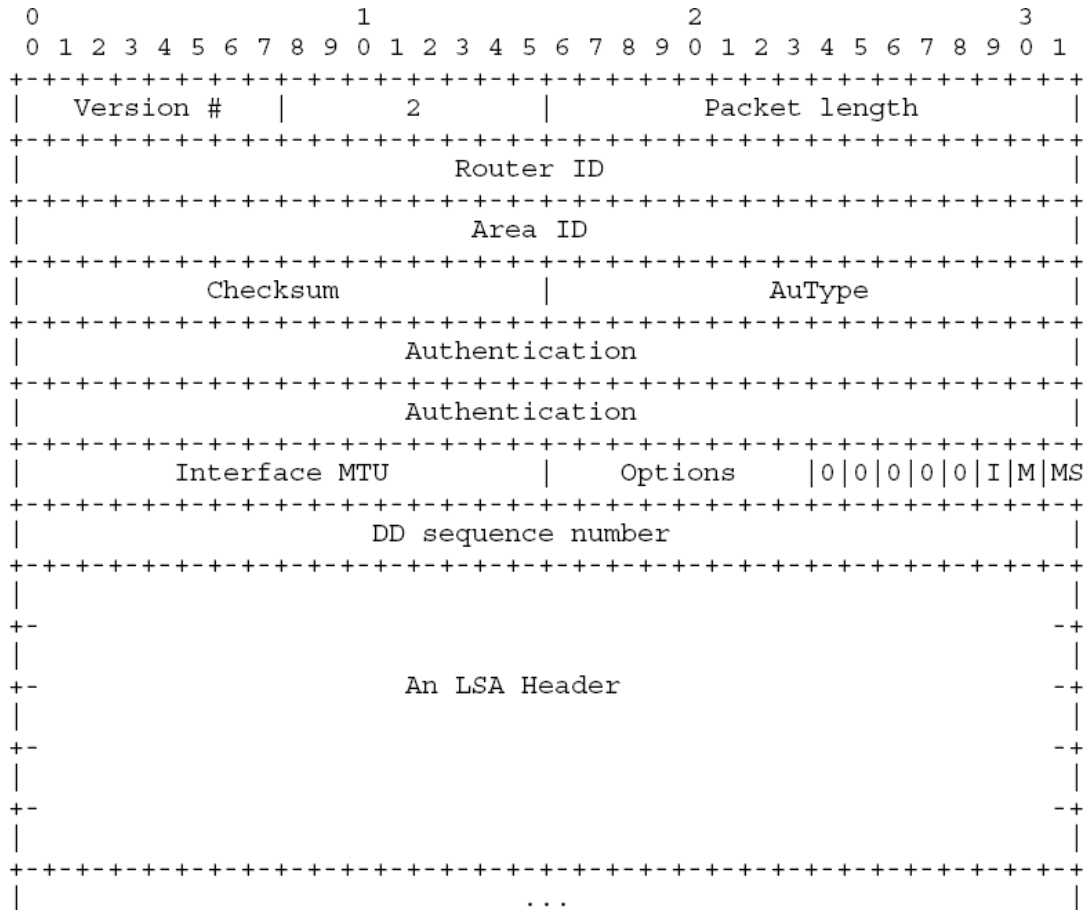 0                   1                   2                   3
0 1 2 3 4 5 6 7 8 9 0 1 2 3 4 5 6 7 8 9 0 1 2 3 4 5 6 7 8 9 0 1
+-+-+-+-+-+-+-+-+-+-+-+-+-+-+-+-+-+-+-+-+-+-+-+-+-+-+-+-+-+-+-+-+
| Version # | 2 | Packet length |
+-+-+-+-+-+-+-+-+-+-+-+-+-+-+-+-+-+-+-+-+-+-+-+-+-+-+-+-+-+-+-+-+
| Router ID |
+-+-+-+-+-+-+-+-+-+-+-+-+-+-+-+-+-+-+-+-+-+-+-+-+-+-+-+-+-+-+-+-+
| Area ID |
+-+-+-+-+-+-+-+-+-+-+-+-+-+-+-+-+-+-+-+-+-+-+-+-+-+-+-+-+-+-+-+-+
| Checksum | AuType |
+-+-+-+-+-+-+-+-+-+-+-+-+-+-+-+-+-+-+-+-+-+-+-+-+-+-+-+-+-+-+-+-+
| Authentication |
+-+-+-+-+-+-+-+-+-+-+-+-+-+-+-+-+-+-+-+-+-+-+-+-+-+-+-+-+-+-+-+-+
| Authentication |
+-+-+-+-+-+-+-+-+-+-+-+-+-+-+-+-+-+-+-+-+-+-+-+-+-+-+-+-+-+-+-+-+
| Interface MTU | Options |0|0|0|0|0|I|M|MS
+-+-+-+-+-+-+-+-+-+-+-+-+-+-+-+-+-+-+-+-+-+-+-+-+-+-+-+-+-+-+-+-+
| DD sequence number |
+-+-+-+-+-+-+-+-+-+-+-+-+-+-+-+-+-+-+-+-+-+-+-+-+-+-+-+-+-+-+-+-+
| |
+- -+
| |
+- An LSA Header -+
| |
+- -+
| |
+- -+
| |
+-+-+-+-+-+-+-+-+-+-+-+-+-+-+-+-+-+-+-+-+-+-+-+-+-+-+-+-+-+-+-+-+
| ... |